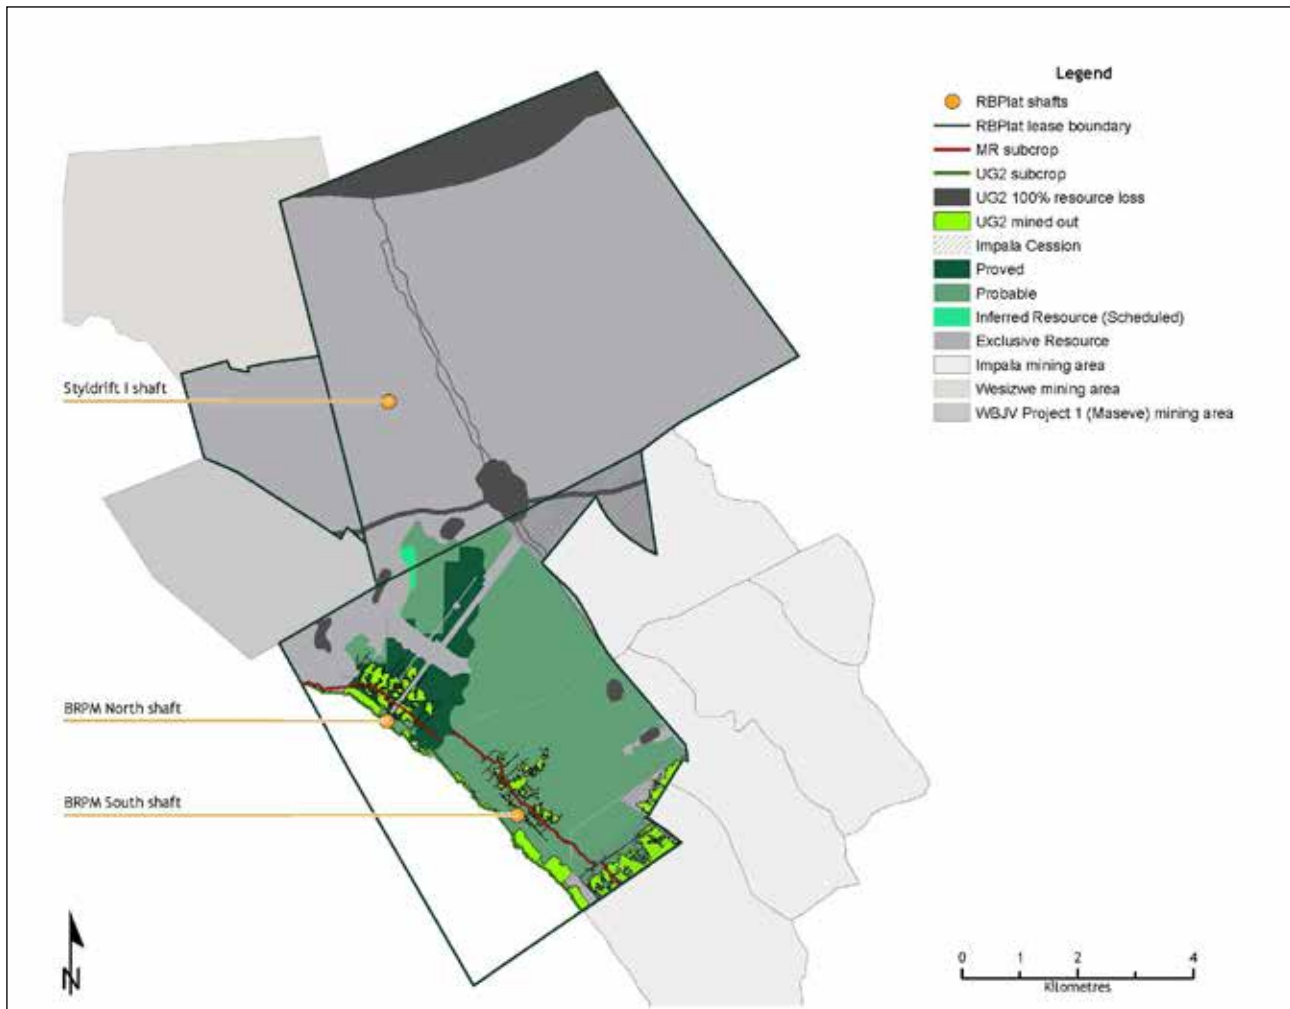 Legend
RBPlat shafts
RBPlat lease boundary
MR subcrop
UG2 subcrop
UG2 100% resource loss
UG2 mined out
Impala Cession
Proved
Probable
Inferred Resource (Scheduled)
Exclusive Resource
Impala mining area
Wesizwe mining area
WBJV Project 1 (Maseve) mining area
Styldrift I shaft
BRPM North shaft
BRPM South shaft
N
0 1 2 4
Kilometres